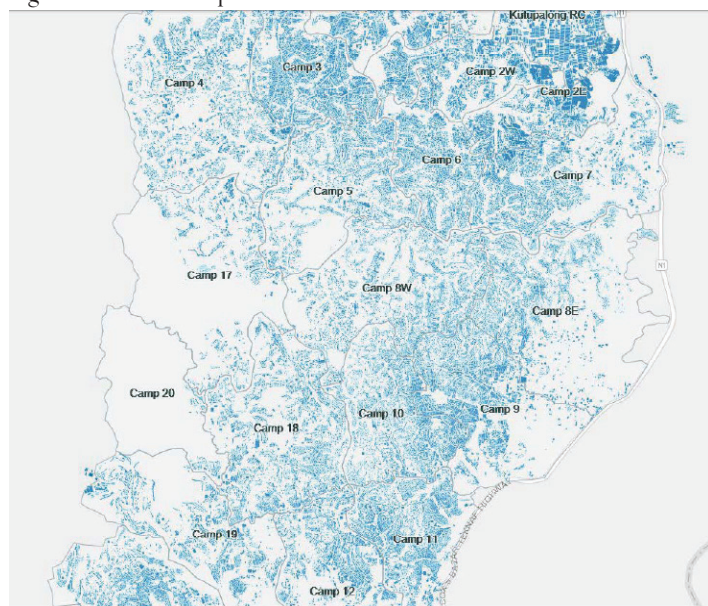 Kutupalong RC
Camp 3
Camp 4
Camp 2W
Camp 2E
Camp 6
Camp 7
Camp 5
Camp 17
N1
Camp 8W
Camp 8E
Camp 20
Camp 10
Camp 9
Camp 18
Camp 19
Camp 11
Camp 12